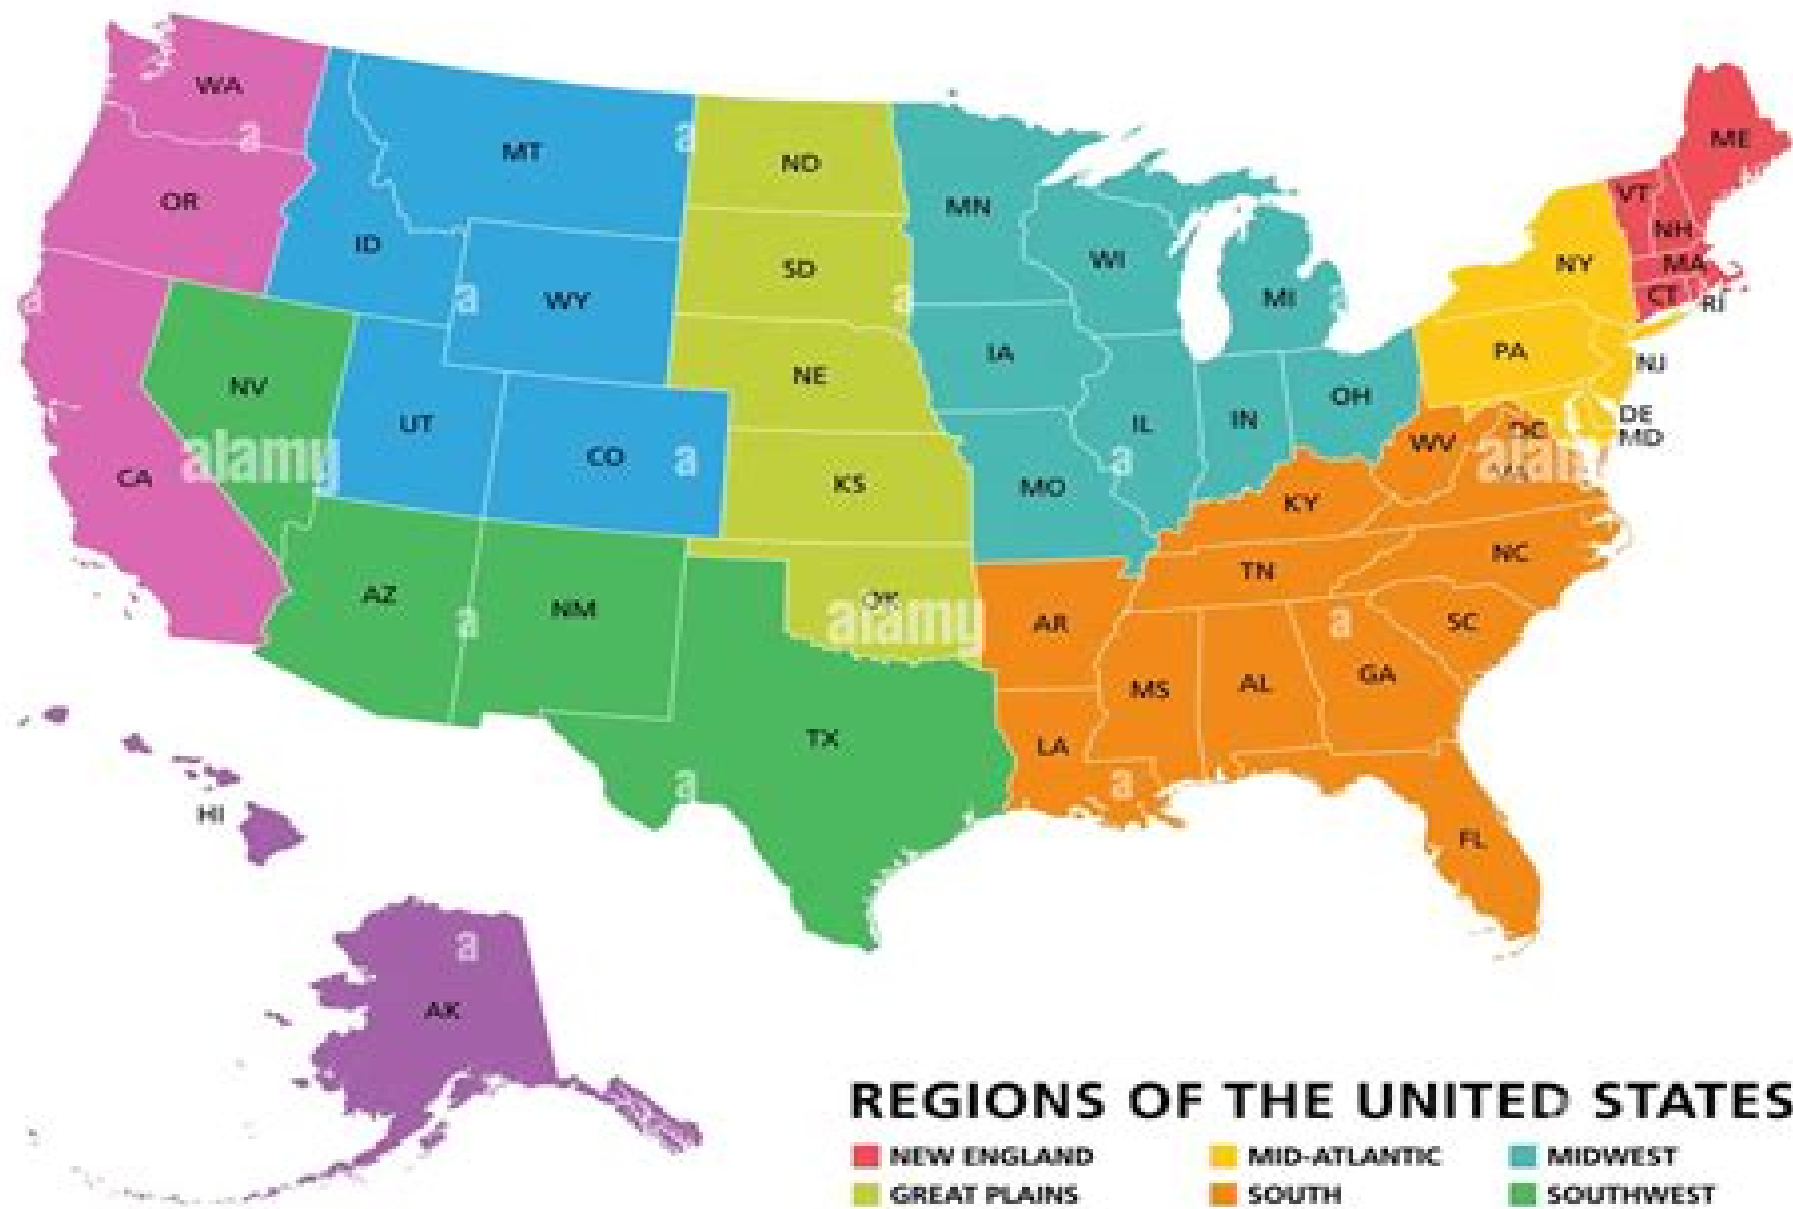 WA
MT
ND
ME
OR
MN
VT
ID
NH
WI
NY
MA
SD
WY
MI
CT
RI
IA
PA
NJ
NV
NE
OH
UT
IL
IN
DE
CO
WV
DC
MD
CA
alamy
KS
MO
KY
NC
AZ
NM
OK
TN
alamy
AR
SC
MS
AL
GA
TX
LA
HI
FL
AK
REGIONS OF THE UNITED STATES
NEW ENGLAND
MID-ATLANTIC
MIDWEST
GREAT PLAINS
SOUTH
SOUTHWEST
a
a
a
a
a
a
a
a
a
a
a
a
a